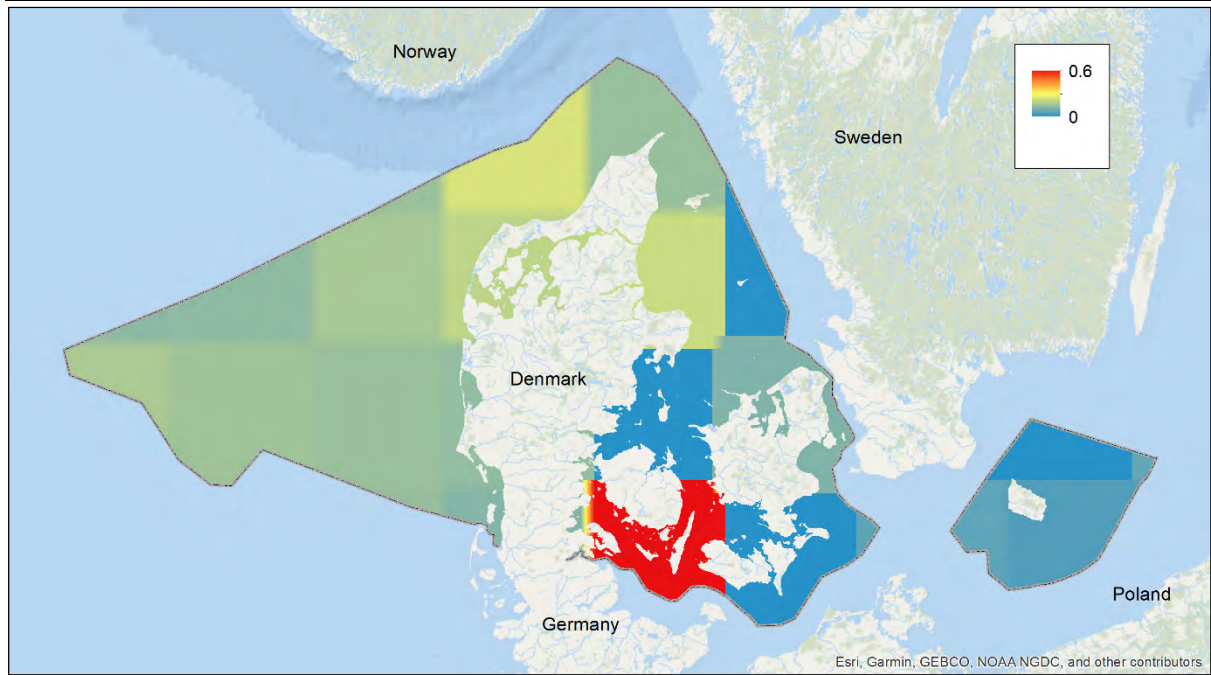 Norway
0.6
0
Sweden
Denmark
Poland
Germany
Esri, Garmin, GEBCO, NOAA NGDC, and other contributors